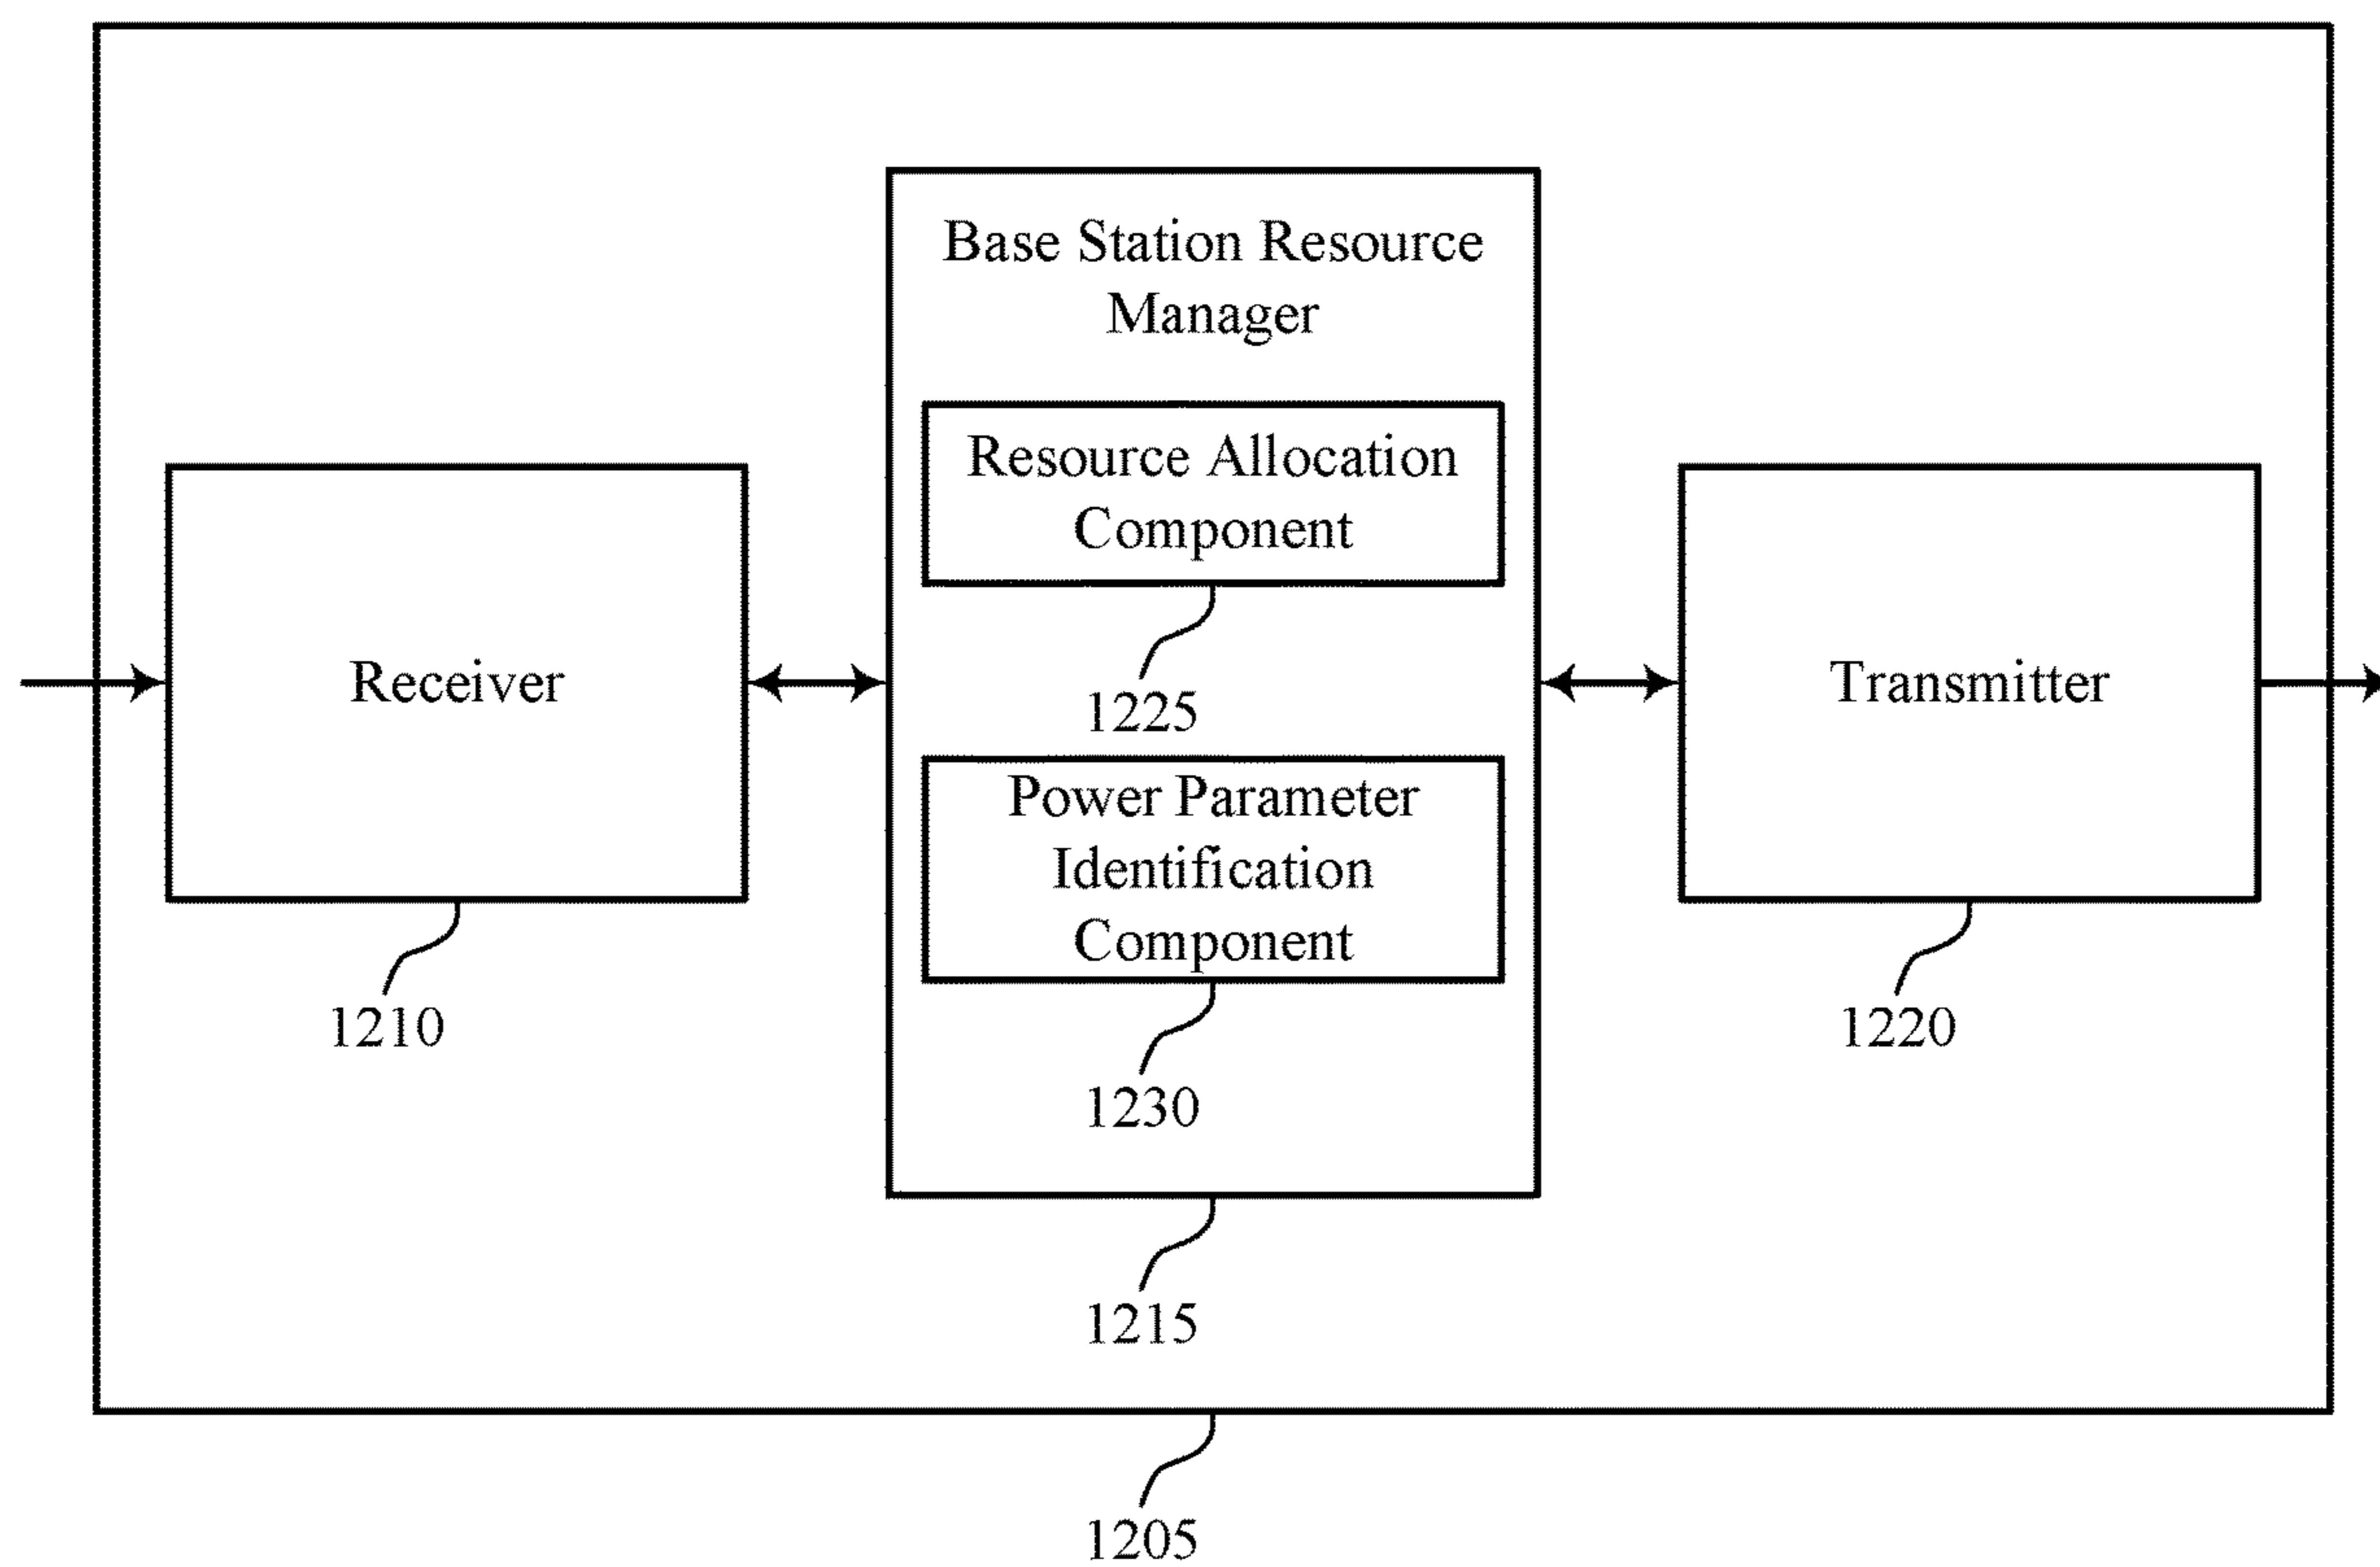 Base Station Resource
Manager
Resource Allocation
Component
1225
Receiver
1210
Power Parameter
Identification
Component
1230
Transmitter
1220
1215
1205